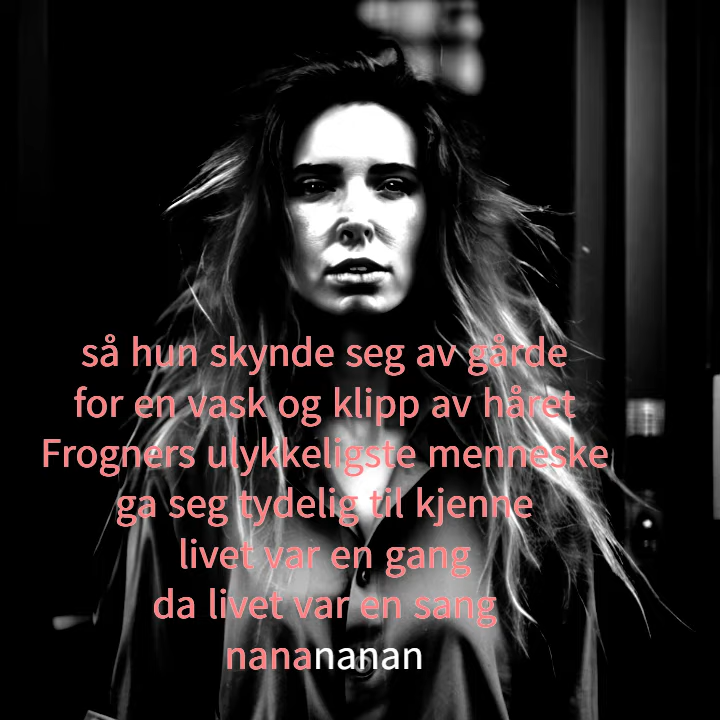 så hun skynde seg av gårde
for en vask og klipp av håret
Frogners ulykkeligste menneske
ga seg tydelig til kjenne
livet var en gang
da livet var en sang
nanananan